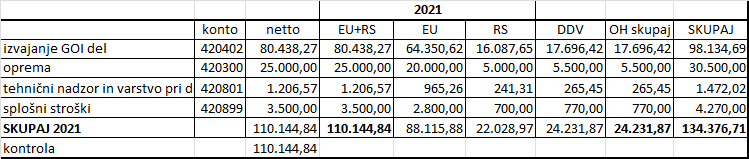 2021
konto netto EU+RS EU RS DDV OH skupaj SKUPAJ
izvajanje GOI del 420402 80.438,27 80.438,27 64.350,62 16.087,65 17.696,42 17.696,42 98.134,69
oprema 420300 25.000,00 25.000,00 20.000,00 5.000,00 5.500,00 5.500,00 30.500,00
tehnični nadzor in varstvo pri d 420801 1.206,57 1.206,57 965,26 241,31 265,45 265,45 1.472,02
splošni stroški 420899 3.500,00 3.500,00 2.800,00 700,00 770,00 770,00 4.270,00
SKUPAJ 2021 110.144,84 110.144,84 88.115,88 22.028,97 24.231,87 24.231,87 134.376,71
kontrola 110.144,84